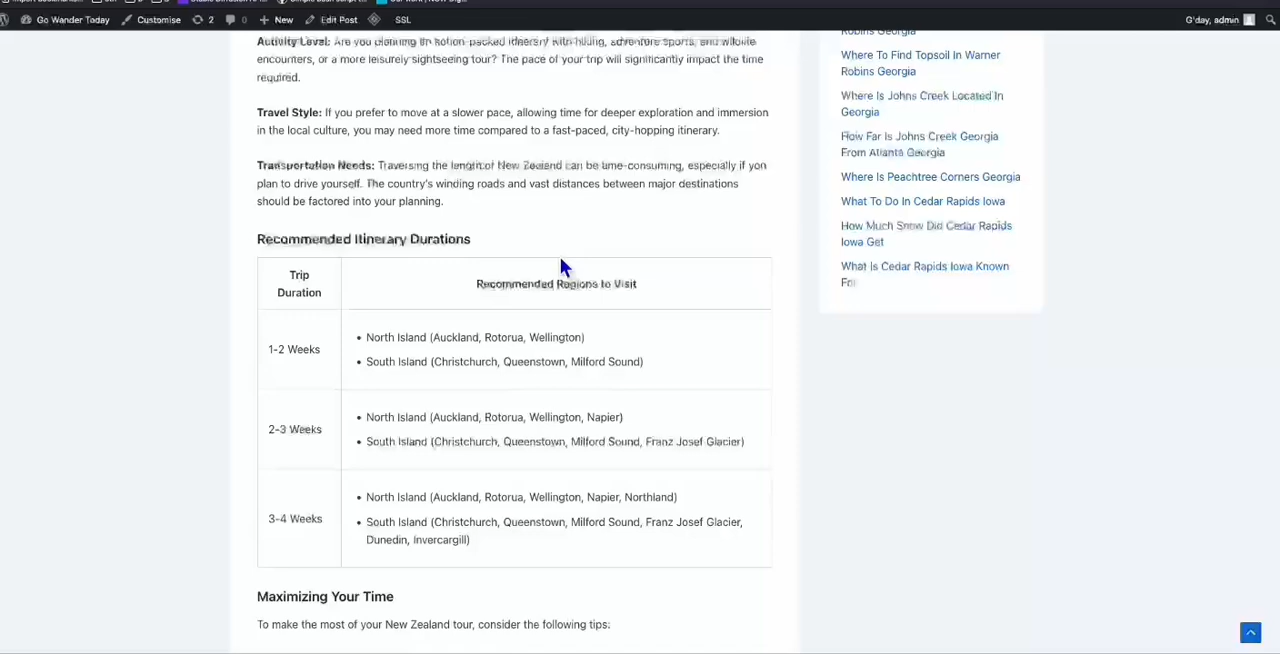 Go Wander Today Customise 2 0 New Edit Post SSL G'day, admin
Activity Level: Are you planning an action-packed itinerary with hiking, adventure sports, and wildlife
encounters, or a more leisurely sightseeing tour? The pace of your trip will significantly impact the time
required.
Travel Style: If you prefer to move at a slower pace, allowing time for deeper exploration and immersion
in the local culture, you may need more time compared to a fast-paced, city-hopping itinerary.
Transportation Needs: Traversing the length of New Zealand can be time-consuming, especially if you
plan to drive yourself. The country's winding roads and vast distances between major destinations
should be factored into your planning.
Recommended Itinerary Durations
Trip
Duration
Recommended Regions to Visit
1-2 Weeks
• North Island (Auckland, Rotorua, Wellington)
• South Island (Christchurch, Queenstown, Milford Sound)
2-3 Weeks
• North Island (Auckland, Rotorua, Wellington, Napier)
• South Island (Christchurch, Queenstown, Milford Sound, Franz Josef Glacier)
3-4 Weeks
• North Island (Auckland, Rotorua, Wellington, Napier, Northland)
• South Island (Christchurch, Queenstown, Milford Sound, Franz Josef Glacier,
Dunedin, Invercargill)
Maximizing Your Time
To make the most of your New Zealand tour, consider the following tips:
Robins Georgia
Where To Find Topsoil In Warner
Robins Georgia
Where Is Johns Creek Located In
Georgia
How Far Is Johns Creek Georgia
From Atlanta Georgia
Where Is Peachtree Corners Georgia
What To Do In Cedar Rapids Iowa
How Much Snow Did Cedar Rapids
Iowa Get
What Is Cedar Rapids Iowa Known
For